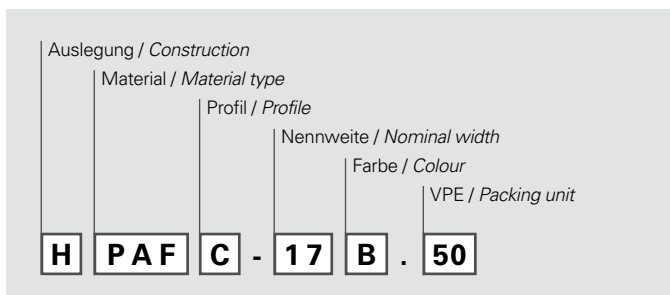 Auslegung / Construction
Material / Material type
Profil / Profile
Nennweite / Nominal width
Farbe / Colour
VPE / Packing unit
H PAF C - 17 B . 50